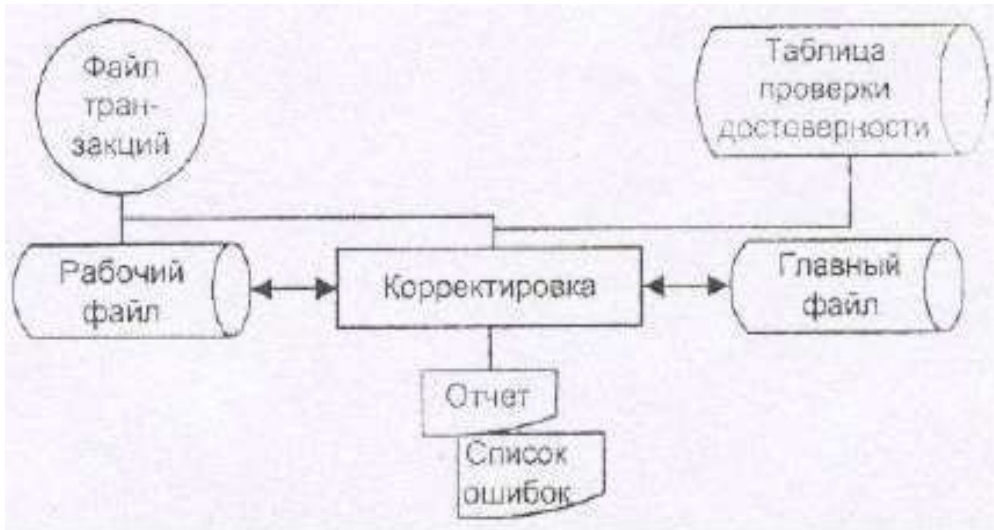 Файл
тран-
закций
Таблица
проверки
достоверности
Рабочий
файл
Корректировка
Главный
файл
Отчет
Список
ошибок